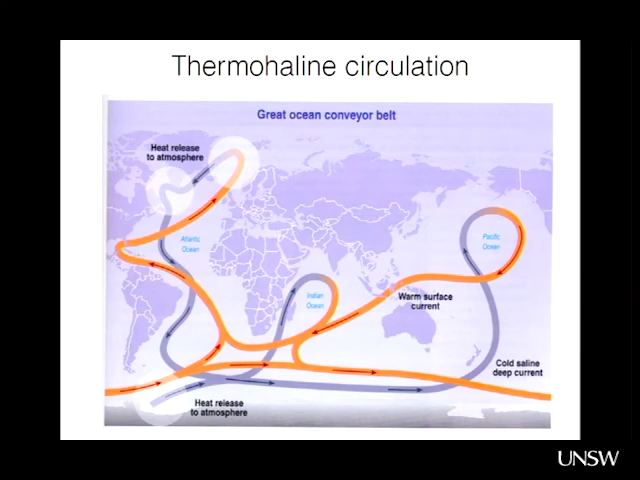 Thermohaline circulation
Great ocean conveyor belt
Heat release
to atmosphere
Atlantic
Ocean
Pacific
Ocean
Indian
Ocean
Warm surface
current
Cold saline
deep current
Heat release
to atmosphere
UNSW